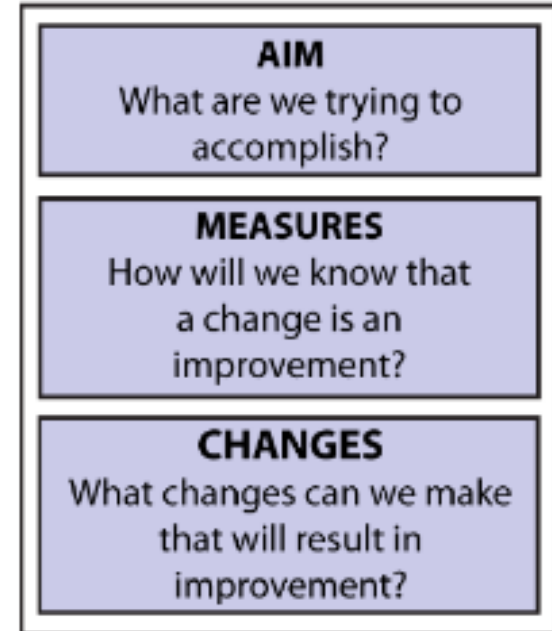 AIM
What are we trying to
accomplish?
MEASURES
How will we know that
a change is an
improvement?
CHANGES
What changes can we make
that will result in
improvement?